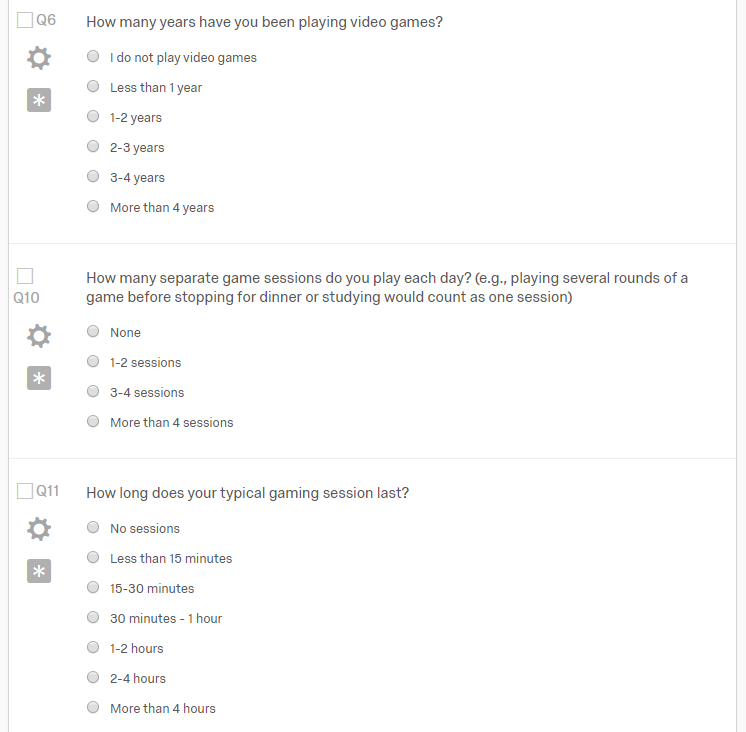 Q6
How many years have you been playing video games?
I do not play video games
Less than 1 year
1-2 years
2-3 years
3-4 years
More than 4 years
Q10
How many separate game sessions do you play each day? (e.g., playing several rounds of a
game before stopping for dinner or studying would count as one session)
None
1-2 sessions
3-4 sessions
More than 4 sessions
Q11
How long does your typical gaming session last?
No sessions
Less than 15 minutes
15-30 minutes
30 minutes - 1 hour
1-2 hours
2-4 hours
More than 4 hours